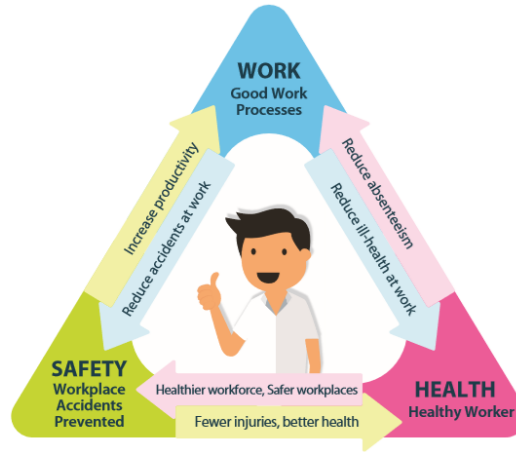 WORK
Good Work
Processes
Increase productivity
Reduce accidents at work
Reduce absenteeism
Reduce ill-health at work
SAFETY
Workplace
Accidents
Prevented
Healthier workforce, Safer workplaces
Fewer injuries, better health
HEALTH
Healthy Worker